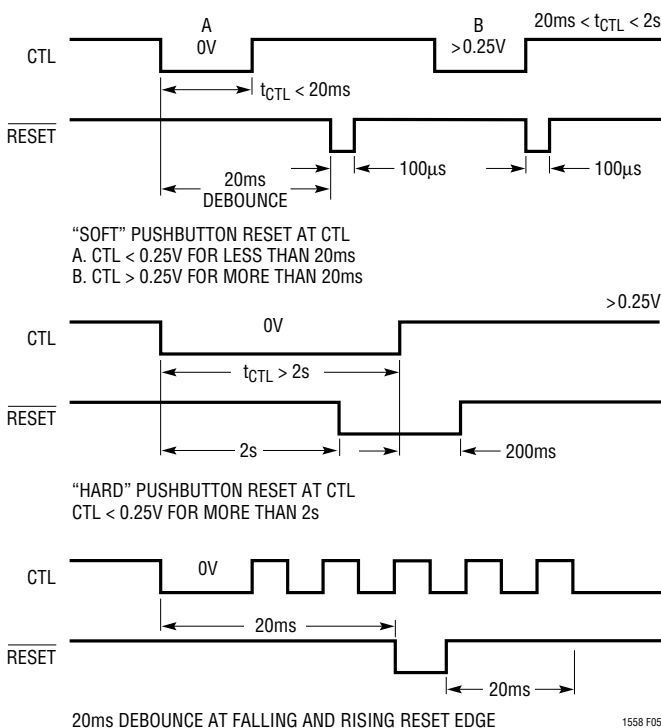 A
0V
B
>0.25V
20ms < tCTL < 2s
CTL
tCTL < 20ms
RESET
100µs
100µs
20ms
DEBOUNCE
“SOFT” PUSHBUTTON RESET AT CTL
A. CTL < 0.25V FOR LESS THAN 20ms
B. CTL > 0.25V FOR MORE THAN 20ms
>0.25V
0V
CTL
tCTL > 2s
RESET
2s
200ms
“HARD” PUSHBUTTON RESET AT CTL
CTL < 0.25V FOR MORE THAN 2s
0V
CTL
20ms
RESET
20ms
20ms DEBOUNCE AT FALLING AND RISING RESET EDGE
1558 F05